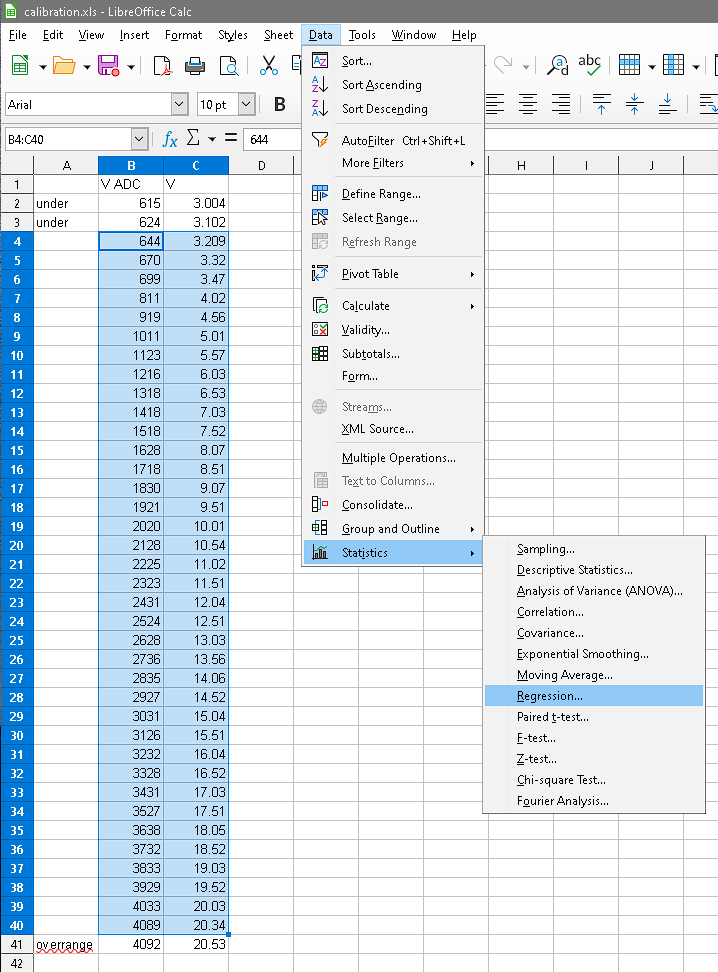 calibration.xls - LibreOffice Calc
File Edit View Insert Format Styles Sheet Data Tools Window Help
abc
Arial 10 pt B
B4:C40 fx Σ = 644
A B C D H I J
1 V ADC V
2 under 615 3.004
3 under 624 3.102
4 644 3.209
5 670 3.32
6 699 3.47
7 811 4.02
8 919 4.56
9 1011 5.01
10 1123 5.57
11 1216 6.03
12 1318 6.53
13 1418 7.03
14 1518 7.52
15 1628 8.07
16 1718 8.51
17 1830 9.07
18 1921 9.51
19 2020 10.01
20 2128 10.54
21 2225 11.02
22 2323 11.51
23 2431 12.04
24 2524 12.51
25 2628 13.03
26 2736 13.56
27 2835 14.06
28 2927 14.52
29 3031 15.04
30 3126 15.51
31 3232 16.04
32 3328 16.52
33 3431 17.03
34 3527 17.51
35 3638 18.05
36 3732 18.52
37 3833 19.03
38 3929 19.52
39 4033 20.03
40 4089 20.34
41 overrange 4092 20.53
42
Sort...
Sort Ascending
Sort Descending
AutoFilter Ctrl+Shift+L
More Filters
Define Range...
Select Range...
Refresh Range
Pivot Table
Calculate
Validity...
Subtotals...
Form...
Streams...
XML Source...
Multiple Operations...
Text to Columns...
Consolidate...
Group and Outline
Statistics
Sampling...
Descriptive Statistics...
Analysis of Variance (ANOVA)...
Correlation...
Covariance...
Exponential Smoothing...
Moving Average...
Regression...
Paired t-test...
F-test...
Z-test...
Chi-square Test...
Fourier Analysis...